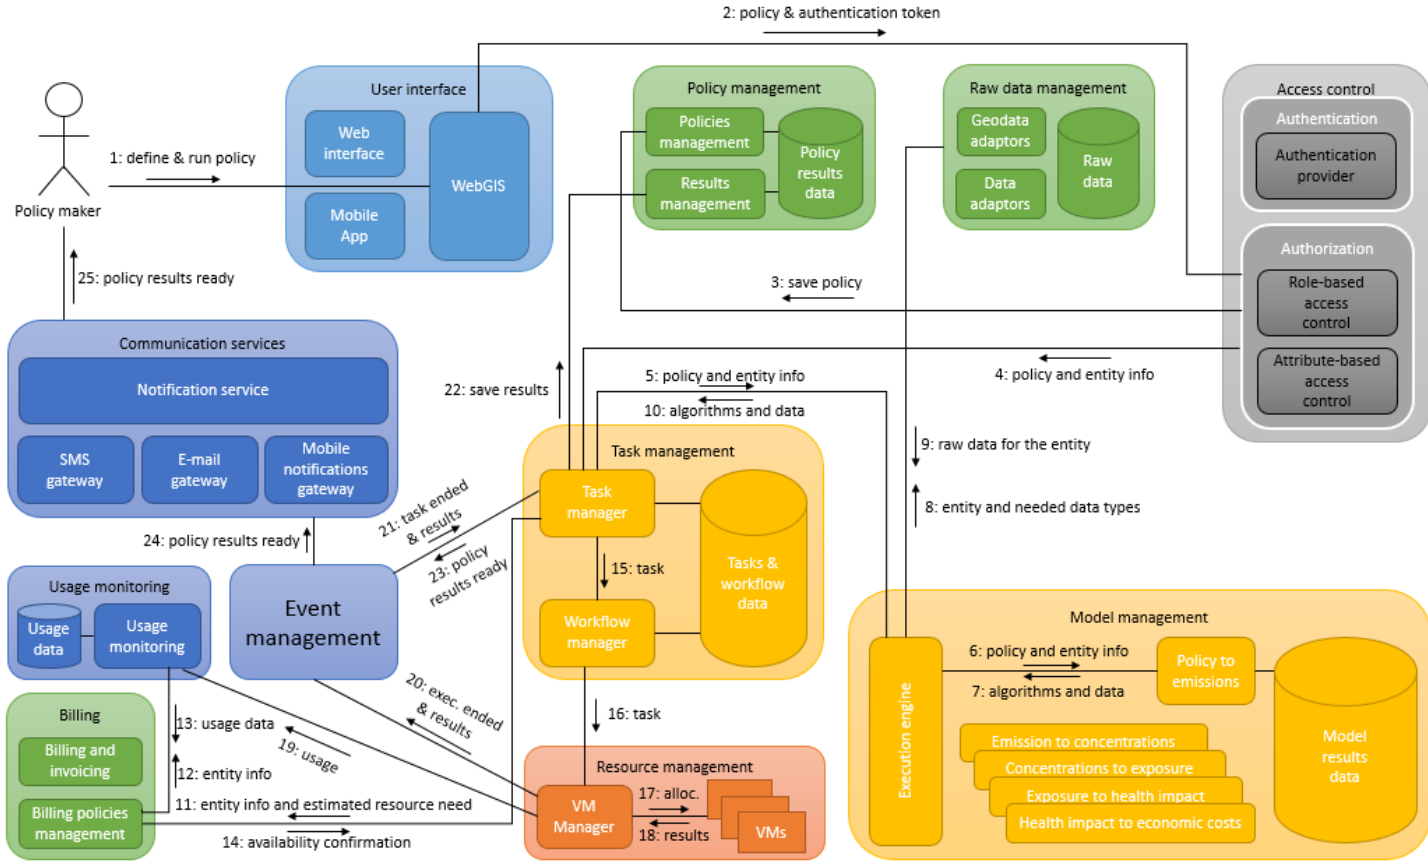 2: policy & authentication token
User interface
Web
interface
Mobile
App
WebGIS
Policy management
Policies
management
Results
management
Policy
results
data
Raw data management
Geodata
adaptors
Data
adaptors
Raw
data
Access control
Authentication
Authentication
provider
Authorization
Role-based
access
control
Attribute-based
access
control
1: define & run policy
Policy maker
25: policy results ready
3: save policy
4: policy and entity info
Communication services
Notification service
SMS
gateway
E-mail
gateway
Mobile
notifications
gateway
22: save results
5: policy and entity info
10: algorithms and data
9: raw data for the entity
8: entity and needed data types
Task management
Task
manager
15: task
Workflow
manager
Tasks &
workflow
data
21: task ended
& results
23: policy
results ready
24: policy results ready
Usage monitoring
Usage
data
Usage
monitoring
Event
management
20: exec. ended
& results
16: task
Model management
Execution engine
6: policy and entity info
7: algorithms and data
Policy to
emissions
Emission to concentrations
Concentrations to exposure
Exposure to health impact
Health impact to economic costs
Model
results
data
Billing
Billing and
invoicing
Billing policies
management
13: usage data
19: usage
12: entity info
11: entity info and estimated resource need
14: availability confirmation
Resource management
VM
Manager
17: alloc.
18: results
VMs